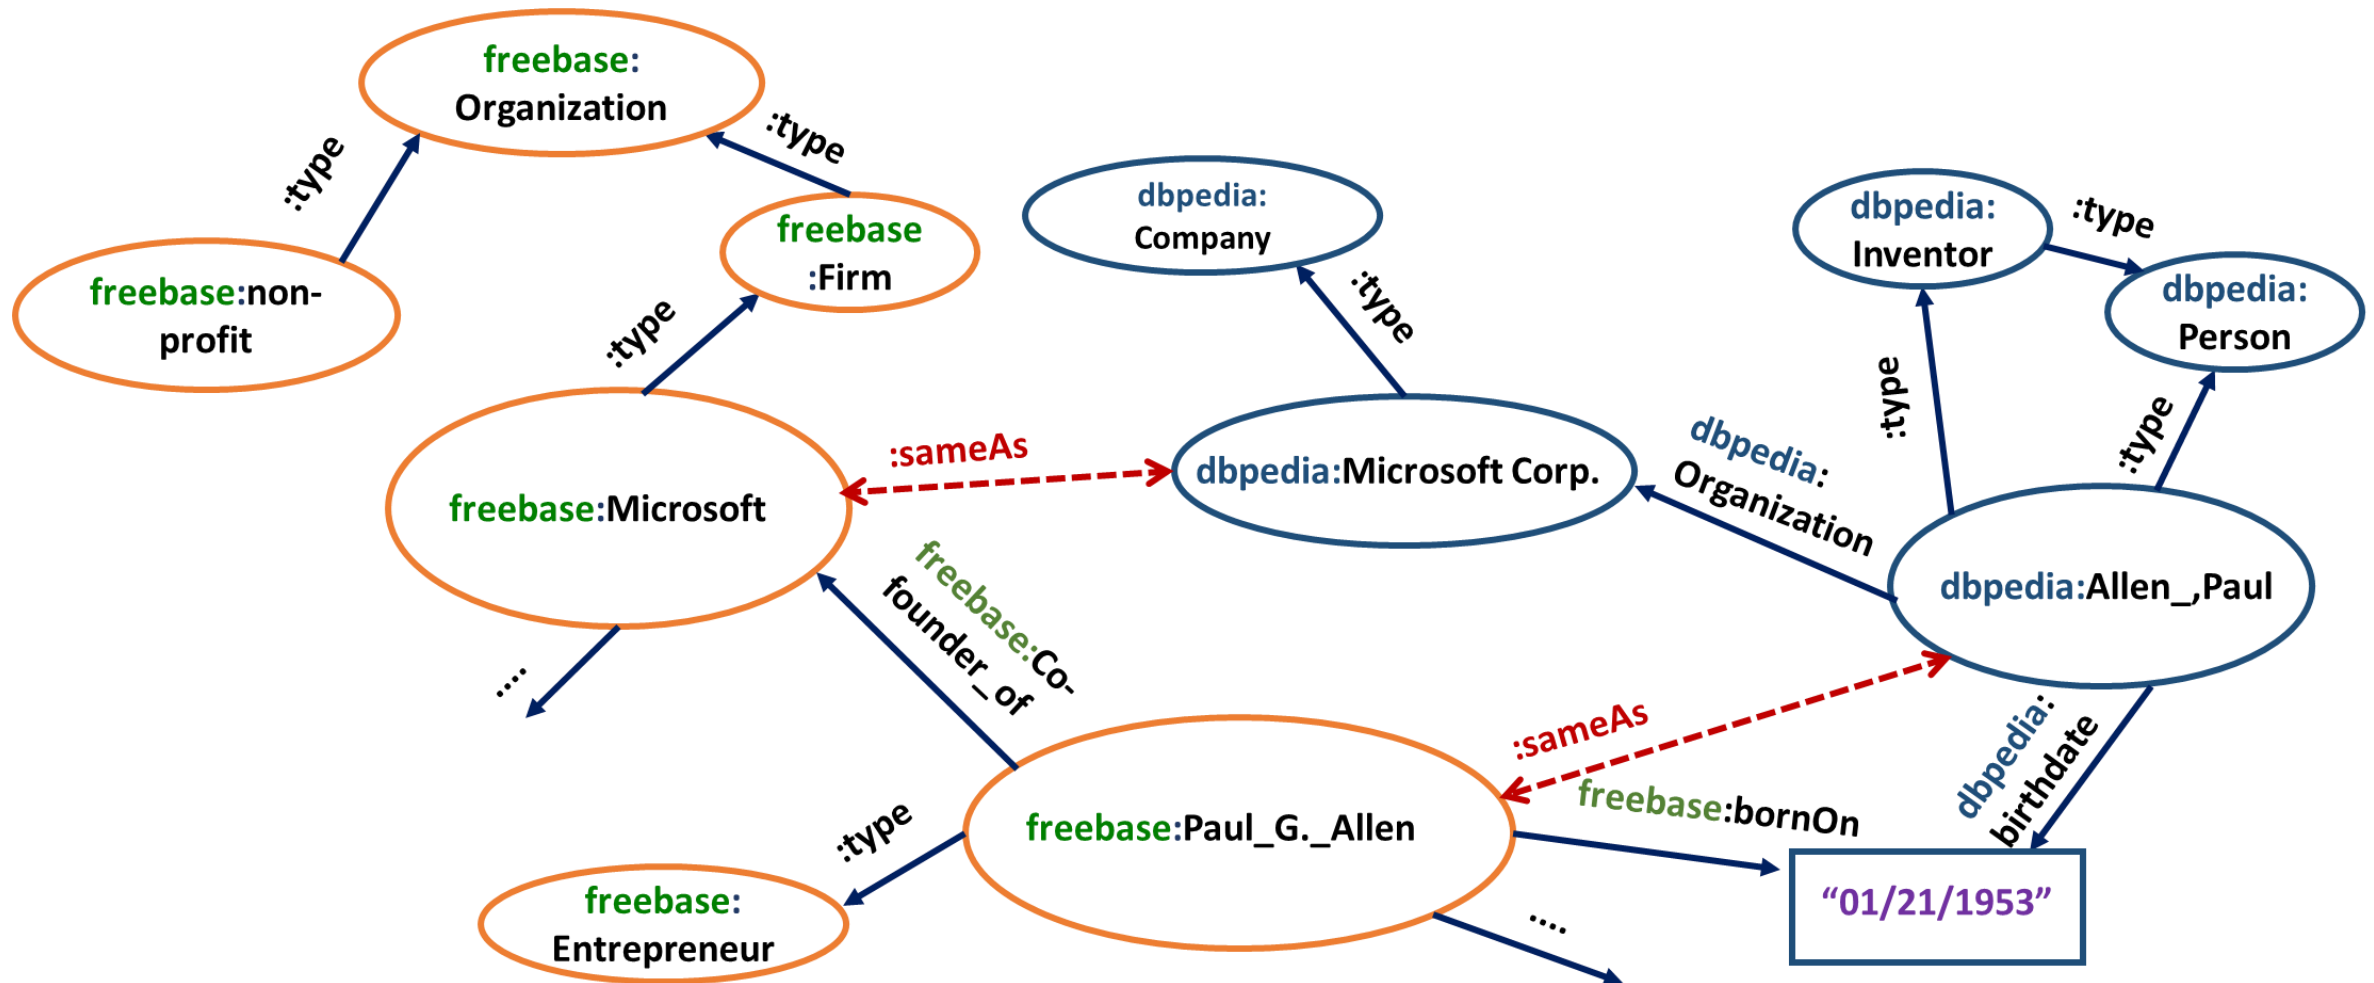 freebase:
Organization
:type
:type
dbpedia:
Company
dbpedia:
Inventor
:type
freebase
:Firm
freebase:non-
profit
dbpedia:
Person
:type
:type
:type
:type
:sameAs
dbpedia:
Organization
freebase:Microsoft
dbpedia:Microsoft Corp.
dbpedia:Allen_,Paul
freebase:Co-
founder_of
....
:sameAs
dbpedia:
birthdate
freebase:bornOn
:type
freebase:Paul_G._Allen
freebase:
Entrepreneur
“01/21/1953”
....